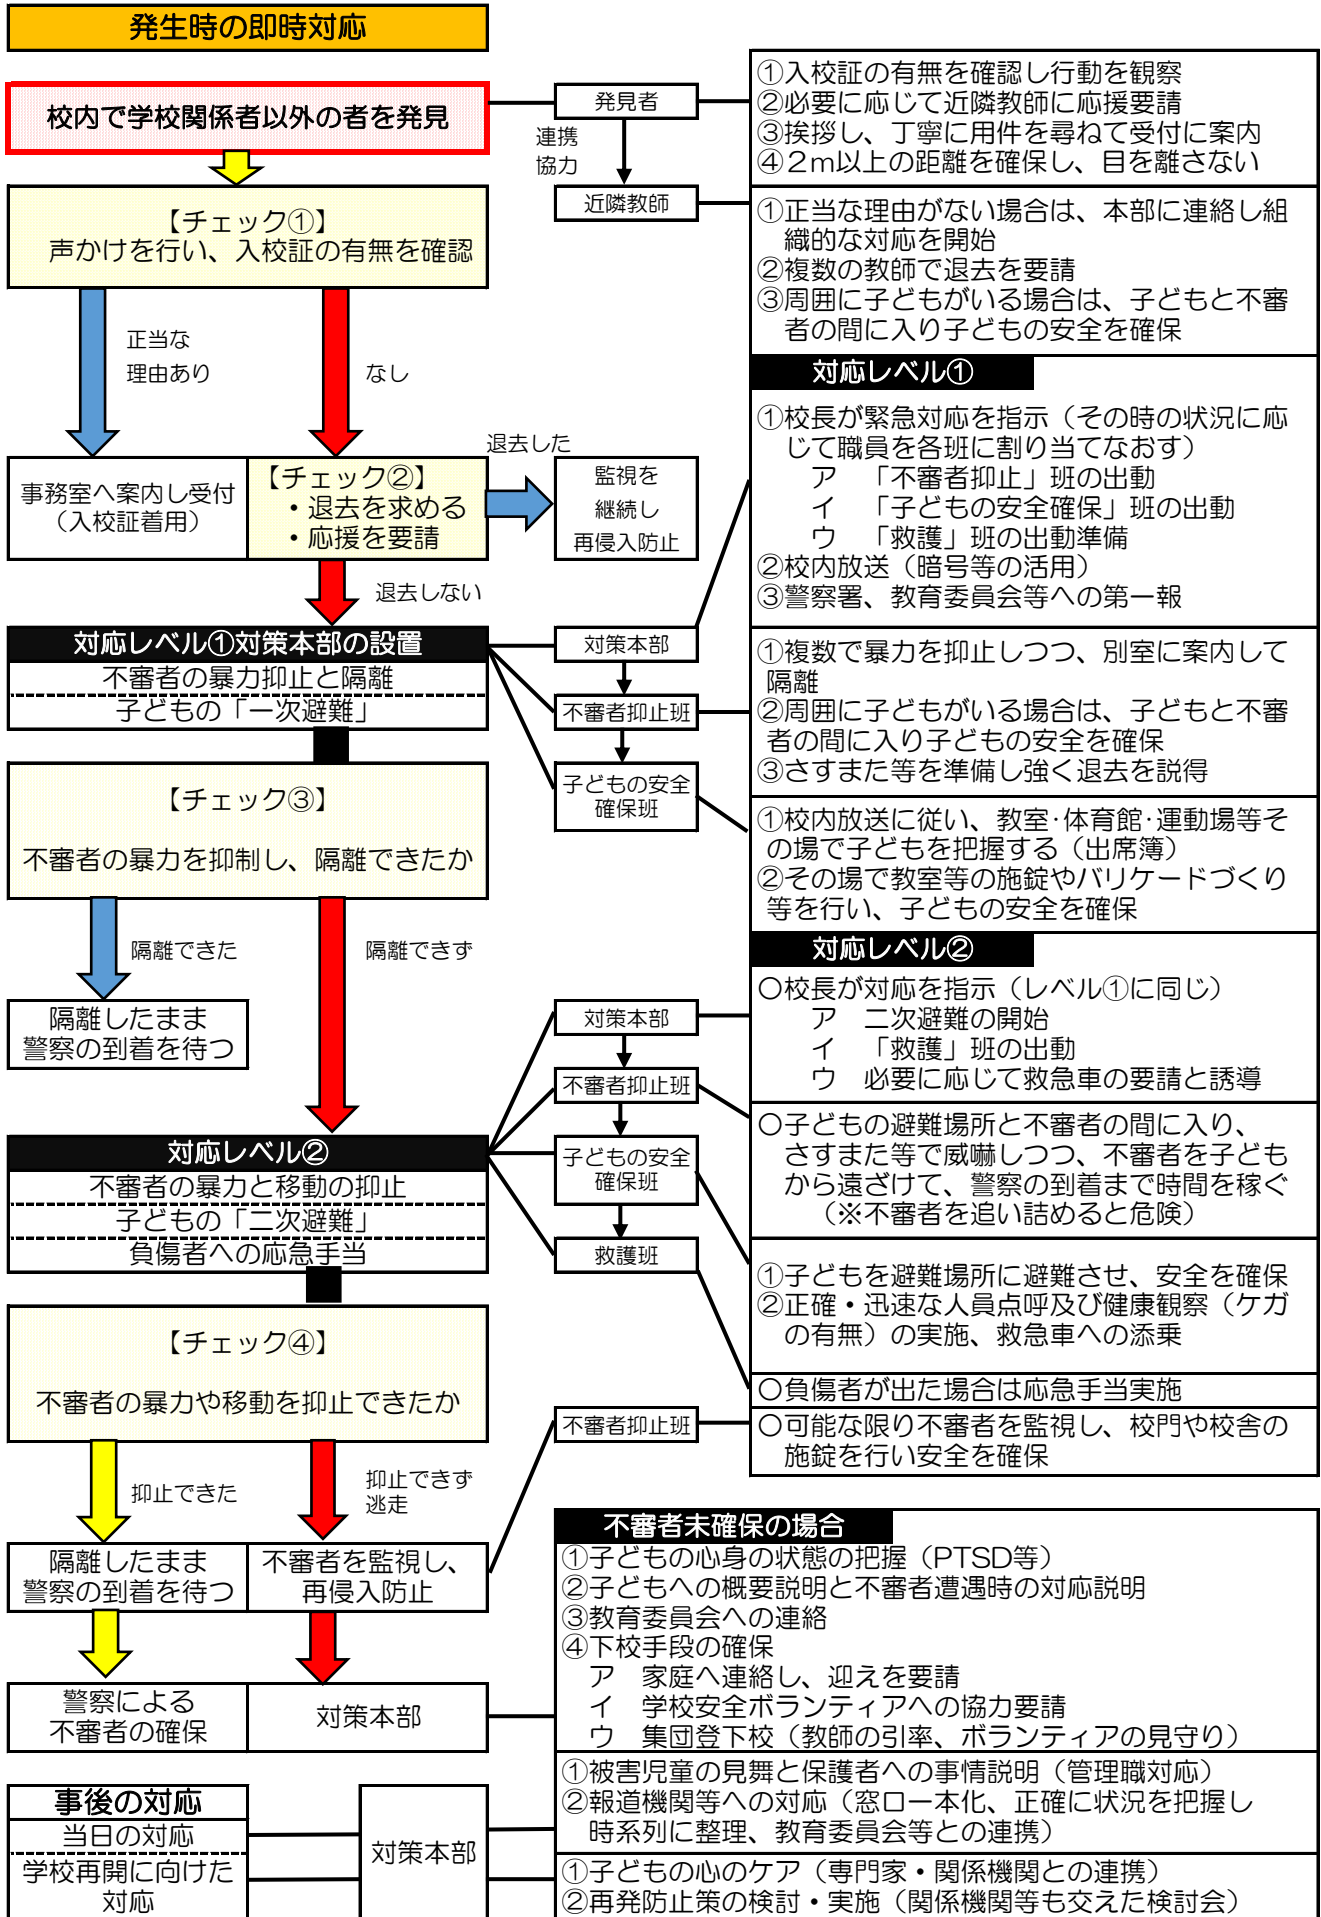 発生時の即時対応
校内で学校関係者以外の者を発見
発見者
連携
協力
近隣教師
①入校証の有無を確認し行動を観察
②必要に応じて近隣教師に応援要請
③挨拶し、丁寧に用件を尋ねて受付に案内
④２ｍ以上の距離を確保し、目を離さない
①正当な理由がない場合は、本部に連絡し組
織的な対応を開始
②複数の教師で退去を要請
③周囲に子どもがいる場合は、子どもと不審
者の間に入り子どもの安全を確保
【チェック①】
声かけを行い、入校証の有無を確認
正当な
理由あり
なし
事務室へ案内し受付
（入校証着用）
【チェック②】
・退去を求める
・応援を要請
退去した
監視を
継続し
再侵入防止
退去しない
対応レベル①
①校長が緊急対応を指示（その時の状況に応
じて職員を各班に割り当てなおす）
ア　「不審者抑止」班の出動
イ　「子どもの安全確保」班の出動
ウ　「救護」班の出動準備
②校内放送（暗号等の活用）
③警察署、教育委員会等への第一報
対応レベル①対策本部の設置
不審者の暴力抑止と隔離
子どもの「一次避難」
対策本部
不審者抑止班
子どもの安全
確保班
①複数で暴力を抑止しつつ、別室に案内して
隔離
②周囲に子どもがいる場合は、子どもと不審
者の間に入り子どもの安全を確保
③さすまた等を準備し強く退去を説得
①校内放送に従い、教室･体育館･運動場等そ
の場で子どもを把握する（出席簿）
②その場で教室等の施錠やバリケードづくり
等を行い、子どもの安全を確保
【チェック③】
不審者の暴力を抑制し、隔離できたか
隔離できた
隔離できず
隔離したまま
警察の到着を待つ
対応レベル②
○校長が対応を指示（レベル①に同じ）
ア　二次避難の開始
イ　「救護」班の出動
ウ　必要に応じて救急車の要請と誘導
対応レベル②
不審者の暴力と移動の抑止
子どもの「二次避難」
負傷者への応急手当
対策本部
不審者抑止班
子どもの安全
確保班
救護班
○子どもの避難場所と不審者の間に入り、
さすまた等で威嚇しつつ、不審者を子ども
から遠ざけて、警察の到着まで時間を稼ぐ
（※不審者を追い詰めると危険）
①子どもを避難場所に避難させ、安全を確保
②正確・迅速な人員点呼及び健康観察（ケガ
の有無）の実施、救急車への添乗
○負傷者が出た場合は応急手当実施
【チェック④】
不審者の暴力や移動を抑止できたか
不審者抑止班
○可能な限り不審者を監視し、校門や校舎の
施錠を行い安全を確保
抑止できた
抑止できず
逃走
隔離したまま
警察の到着を待つ
不審者を監視し、
再侵入防止
警察による
不審者の確保
対策本部
不審者未確保の場合
①子どもの心身の状態の把握（PTSD等）
②子どもへの概要説明と不審者遭遇時の対応説明
③教育委員会への連絡
④下校手段の確保
ア　家庭へ連絡し、迎えを要請
イ　学校安全ボランティアへの協力要請
ウ　集団登下校（教師の引率、ボランティアの見守り）
事後の対応
当日の対応
学校再開に向けた
対応
対策本部
①被害児童の見舞と保護者への事情説明（管理職対応）
②報道機関等への対応（窓口一本化、正確に状況を把握し
時系列に整理、教育委員会等との連携）
①子どもの心のケア（専門家・関係機関との連携）
②再発防止策の検討・実施（関係機関等も交えた検討会）